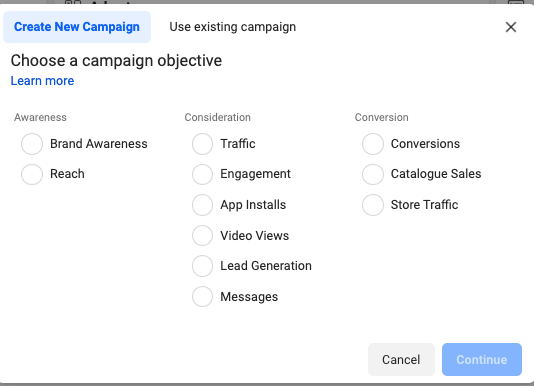 Create New Campaign Use existing campaign
Choose a campaign objective
Learn more
Awareness Consideration Conversion
Brand Awareness Traffic Conversions
Reach Engagement Catalogue Sales
App Installs Store Traffic
Video Views
Lead Generation
Messages
Cancel Continue